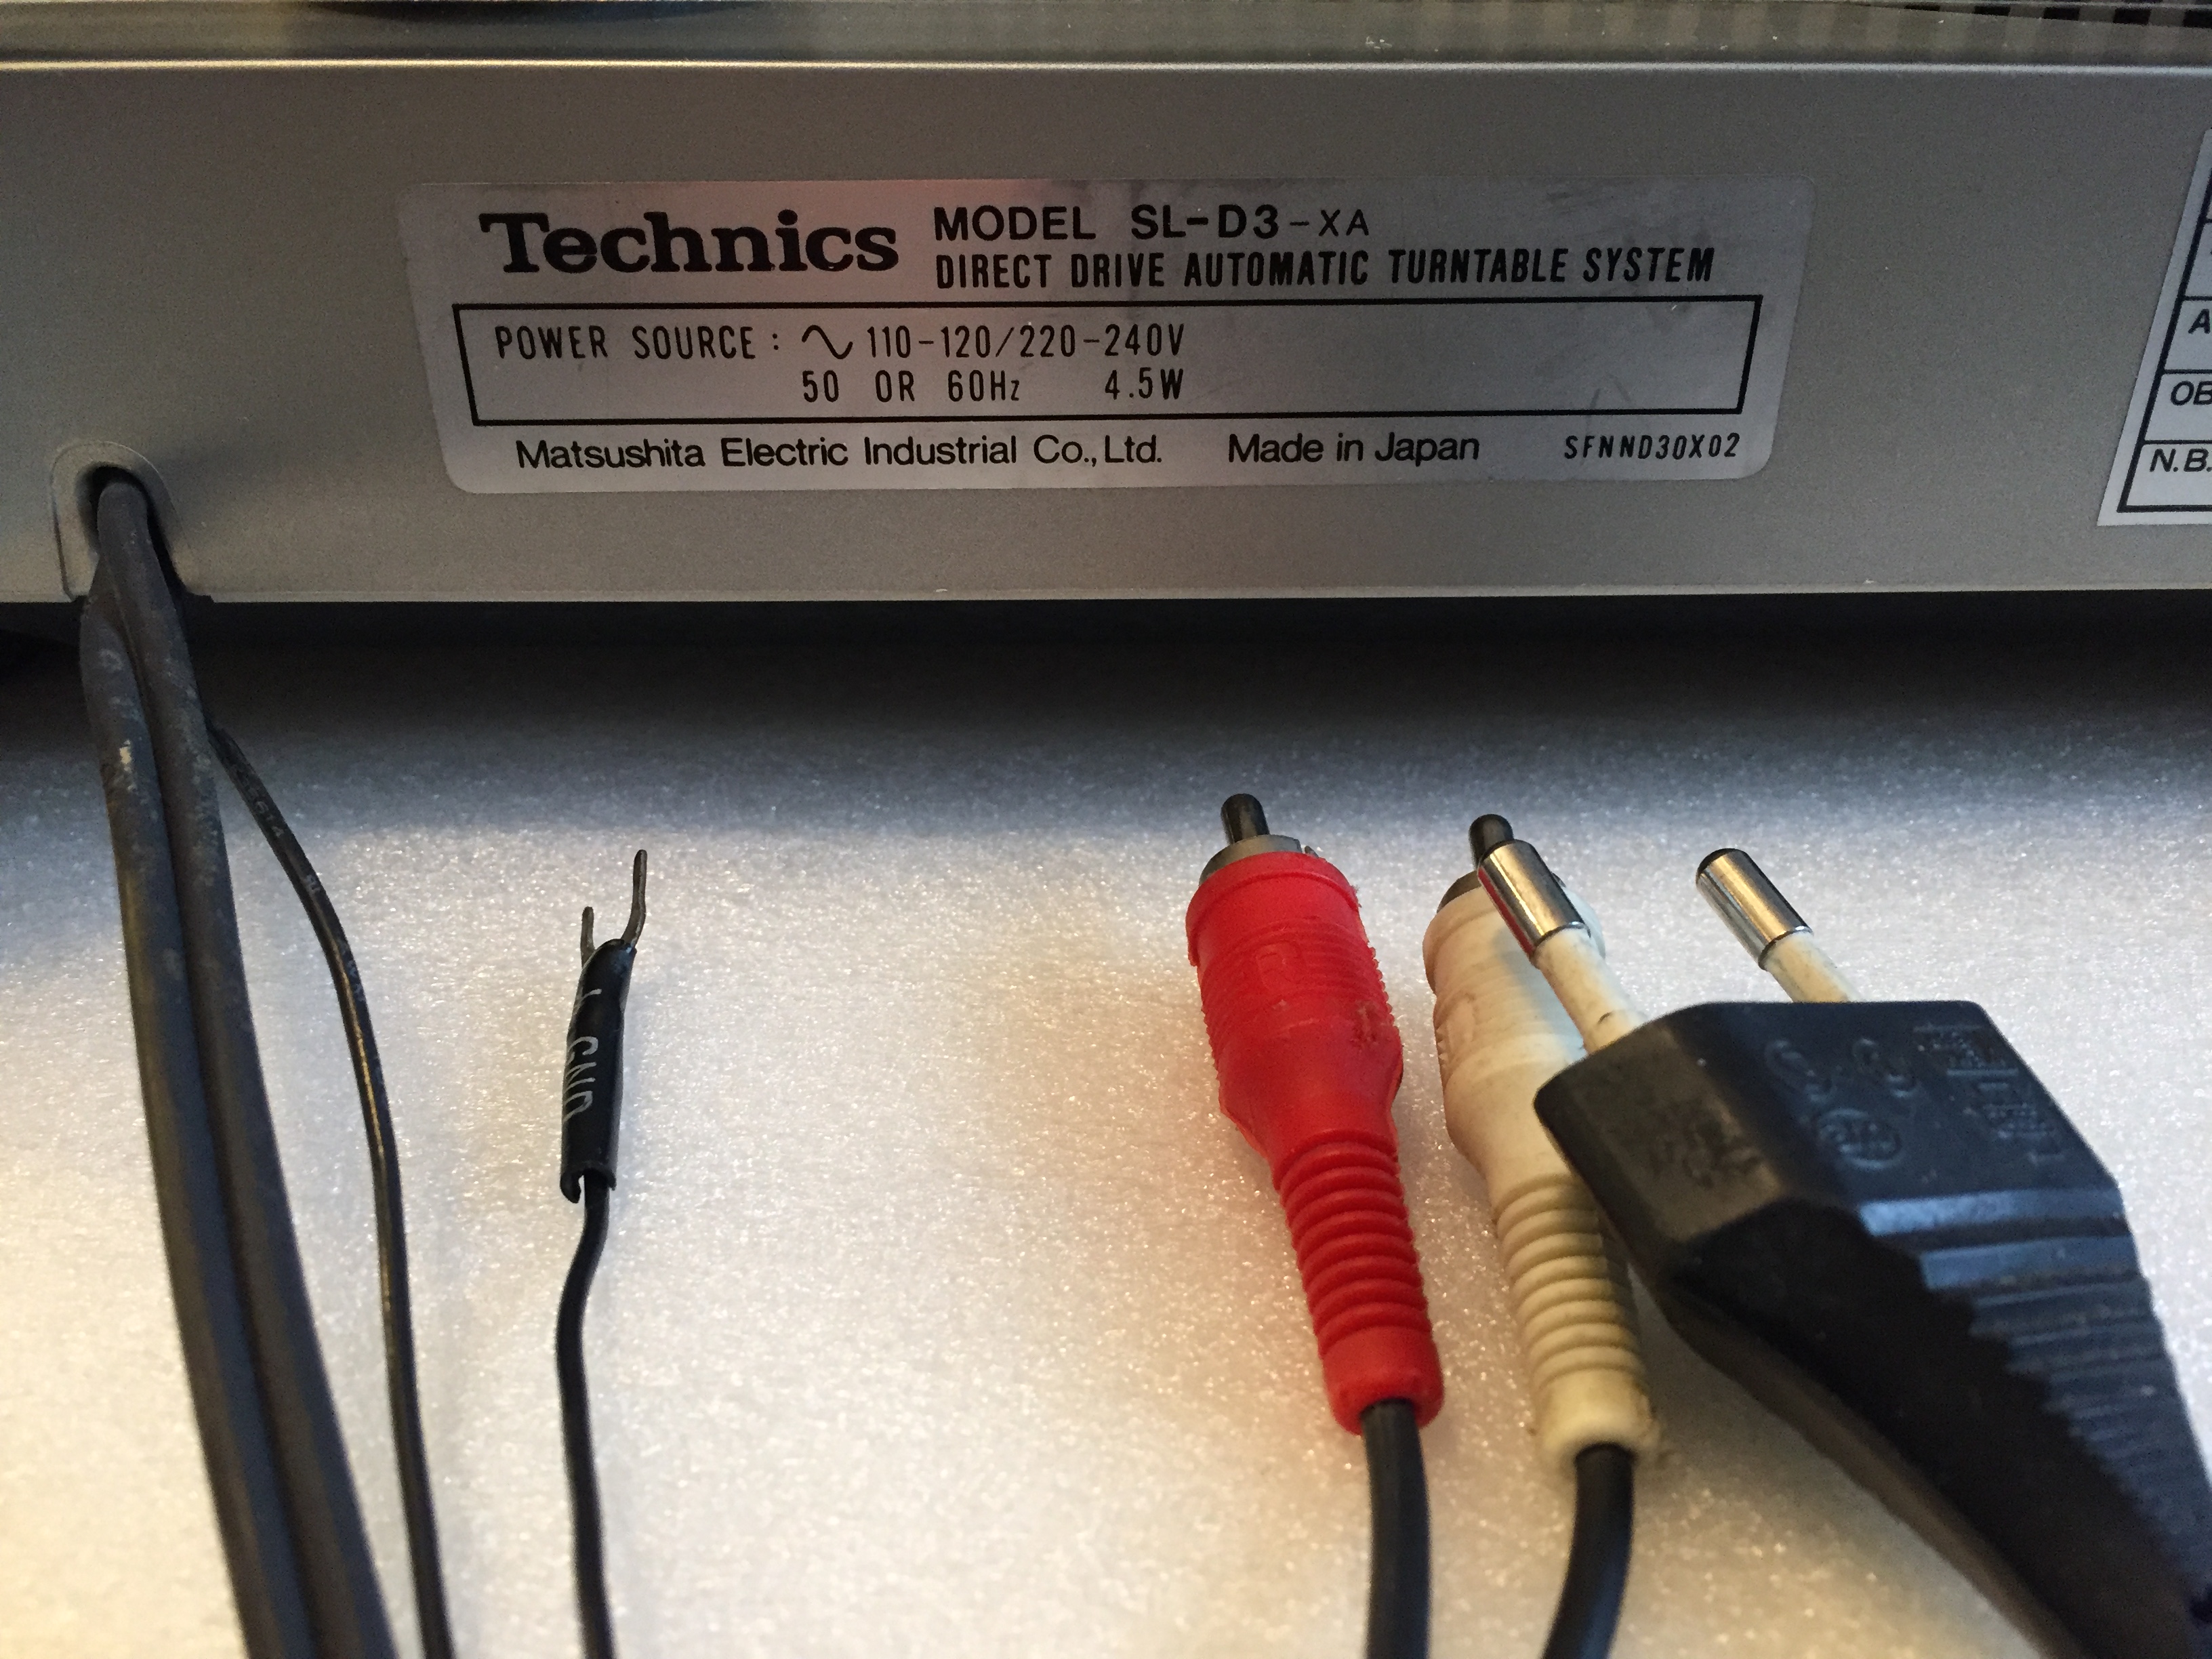 Technics MODEL SL-D3-XA
DIRECT DRIVE AUTOMATIC TURNTABLE SYSTEM
POWER SOURCE : ∿ 110-120/220-240V
50 OR 60Hz 4.5W
Matsushita Electric Industrial Co., Ltd. Made in Japan SFNND30X02
A
OB
N.B.
GND
R